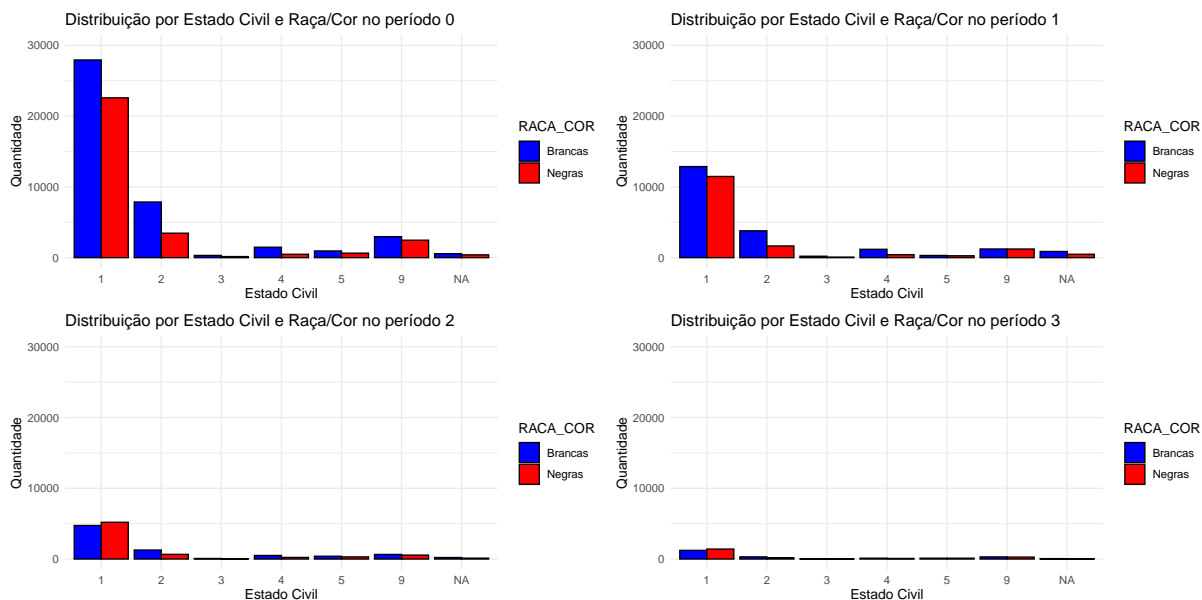 Distribuição por Estado Civil e Raça/Cor no período 0
30000
20000
10000
0
Quantidade
1 2 3 4 5 9 NA
Estado Civil
RACA_COR
Brancas
Negras
Distribuição por Estado Civil e Raça/Cor no período 1
30000
20000
10000
0
Quantidade
1 2 3 4 5 9 NA
Estado Civil
RACA_COR
Brancas
Negras
Distribuição por Estado Civil e Raça/Cor no período 2
30000
20000
10000
0
Quantidade
1 2 3 4 5 9 NA
Estado Civil
RACA_COR
Brancas
Negras
Distribuição por Estado Civil e Raça/Cor no período 3
30000
20000
10000
0
Quantidade
1 2 3 4 5 9 NA
Estado Civil
RACA_COR
Brancas
Negras